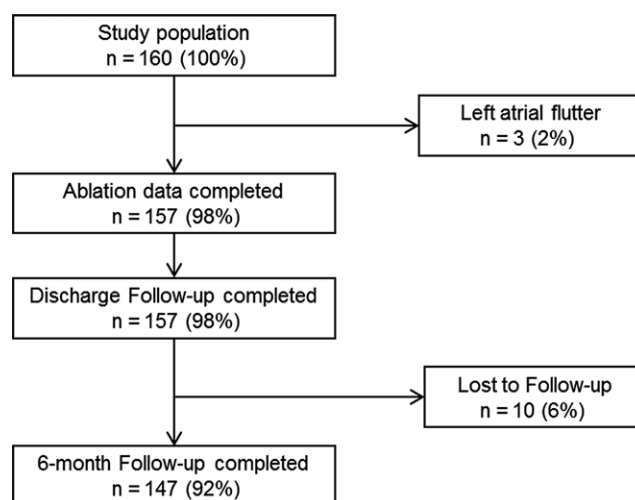 Study population
n = 160 (100%)
Left atrial flutter
n = 3 (2%)
Ablation data completed
n = 157 (98%)
Discharge Follow-up completed
n = 157 (98%)
Lost to Follow-up
n = 10 (6%)
6-month Follow-up completed
n = 147 (92%)